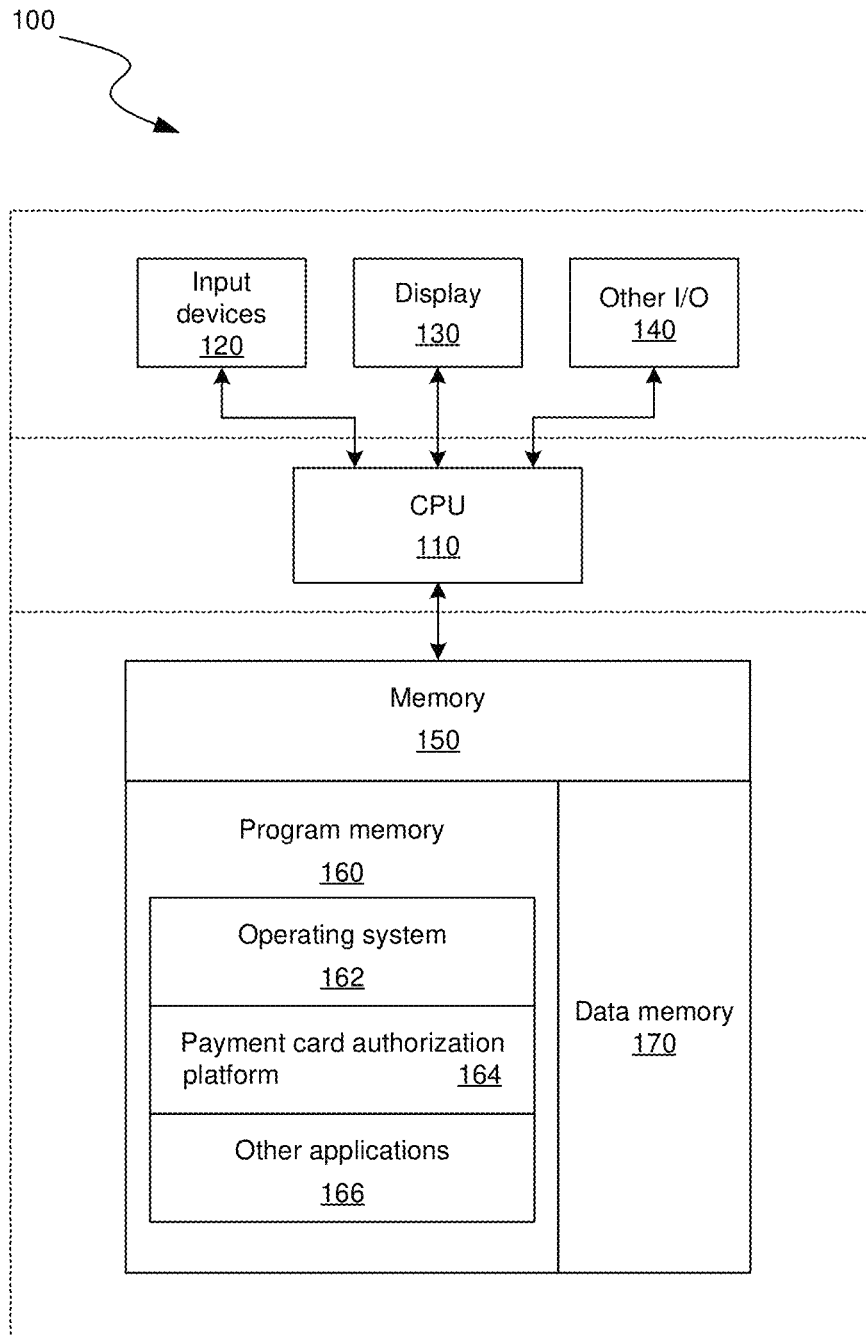 100
Input
devices
120
Display
130
Other I/O
140
CPU
110
Memory
150
Program memory
160
Operating system
162
Payment card authorization
platform 164
Other applications
166
Data memory
170